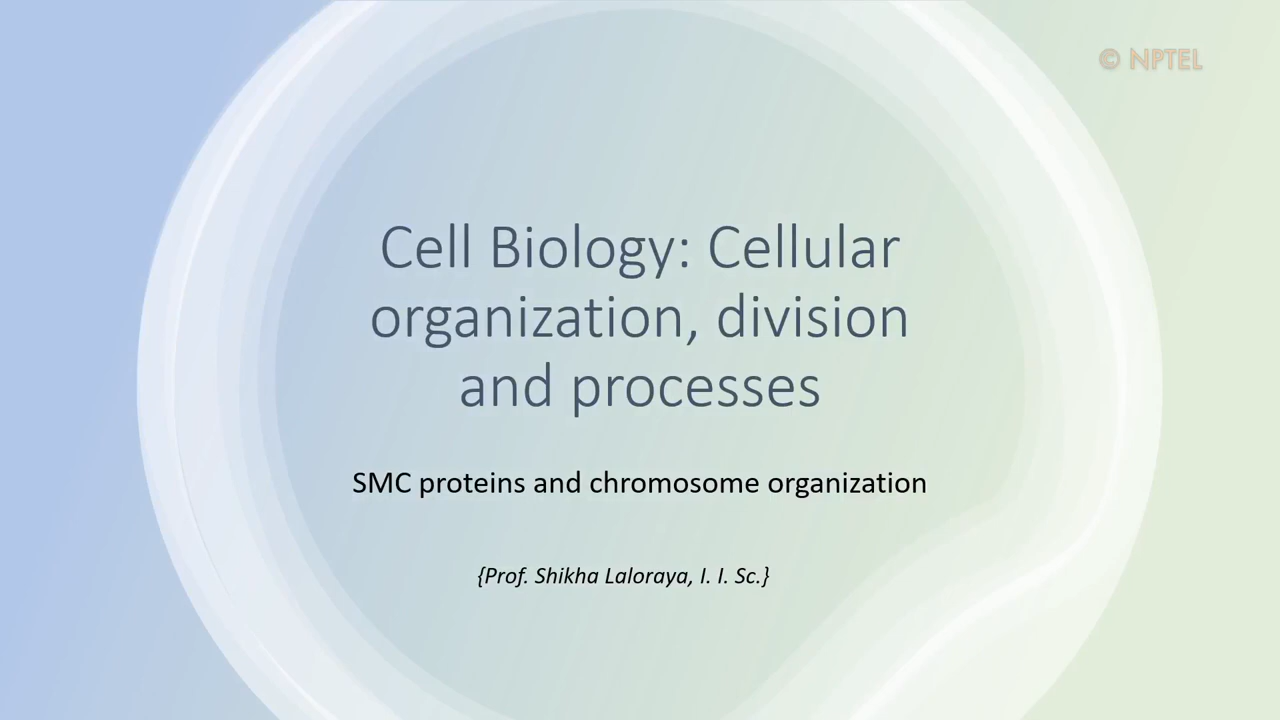 © NPTEL
Cell Biology: Cellular
organization, division
and processes
SMC proteins and chromosome organization
{Prof. Shikha Laloraya, I. I. Sc.}